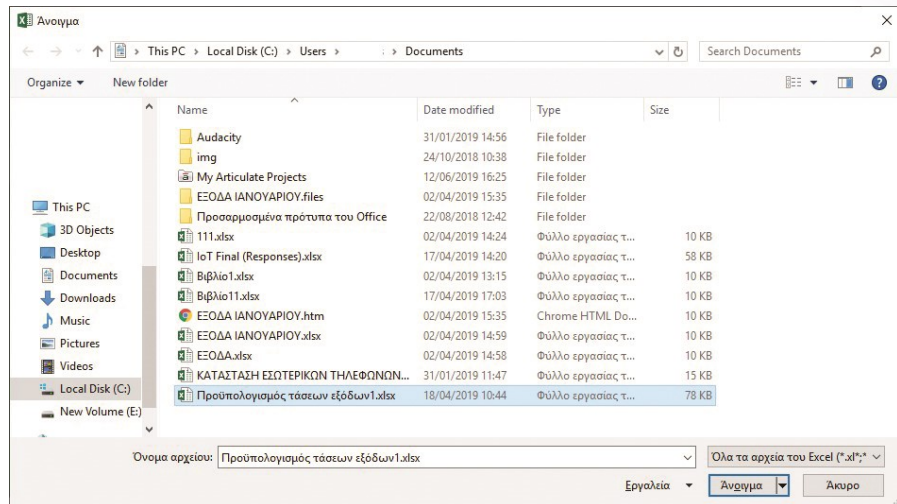 Άνοιγμα
This PC > Local Disk (C:) > Users > > Documents
Search Documents
Organize
New folder
Name Date modified Type Size
Audacity 31/01/2019 14:56 File folder
img 24/10/2018 10:38 File folder
My Articulate Projects 12/06/2019 16:25 File folder
ΕΞΟΔΑ ΙΑΝΟΥΑΡΙΟΥ.files 02/04/2019 15:35 File folder
Προσαρμοσμένα πρότυπα του Office 22/08/2018 12:42 File folder
111.xlsx 02/04/2019 14:24 Φύλλο εργασίας τ... 10 KB
IoT Final (Responses).xlsx 17/04/2019 14:20 Φύλλο εργασίας τ... 58 KB
Βιβλίο1.xlsx 02/04/2019 13:15 Φύλλο εργασίας τ... 10 KB
Βιβλίο11.xlsx 17/04/2019 17:03 Φύλλο εργασίας τ... 10 KB
ΕΞΟΔΑ ΙΑΝΟΥΑΡΙΟΥ.htm 02/04/2019 15:35 Chrome HTML Do...  10 KB
ΕΞΟΔΑ ΙΑΝΟΥΑΡΙΟΥ.xlsx 02/04/2019 14:59 Φύλλο εργασίας τ... 10 KB
ΕΞΟΔΑ.xlsx 02/04/2019 14:58 Φύλλο εργασίας τ... 10 KB
ΚΑΤΑΣΤΑΣΗ ΕΣΩΤΕΡΙΚΩΝ ΤΗΛΕΦΩΝΩΝ... 31/01/2019 11:47 Φύλλο εργασίας τ... 15 KB
Προϋπολογισμός τάσεων εξόδων1.xlsx 18/04/2019 10:44 Φύλλο εργασίας τ... 78 KB
This PC
3D Objects
Desktop
Documents
Downloads
Music
Pictures
Videos
Local Disk (C:)
New Volume (E:)
Όνομα αρχείου: Προϋπολογισμός τάσεων εξόδων1.xlsx
Όλα τα αρχεία του Excel (*.xl*;*
Εργαλεία
Άνοιγμα
Άκυρο